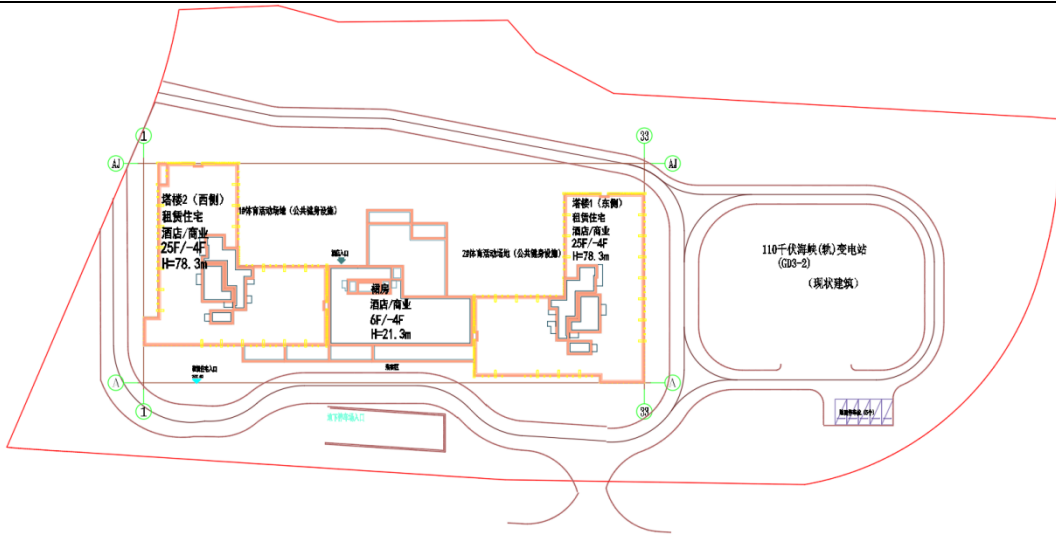 1
33
AJ
AJ
塔楼2（西侧）
租赁住宅
酒店/商业
25F/-4F
H=78.3m
1#体育活动场地（公共健身设施）
塔楼1（东侧）
租赁住宅
酒店/商业
25F/-4F
H=78.3m
2#体育活动场地（公共健身设施）
酒店入口
裙房
酒店/商业
6F/-4F
H=21.3m
110千伏海峡(轨)变电站
(GD3-2)
（现状建筑）
A
A
1
33